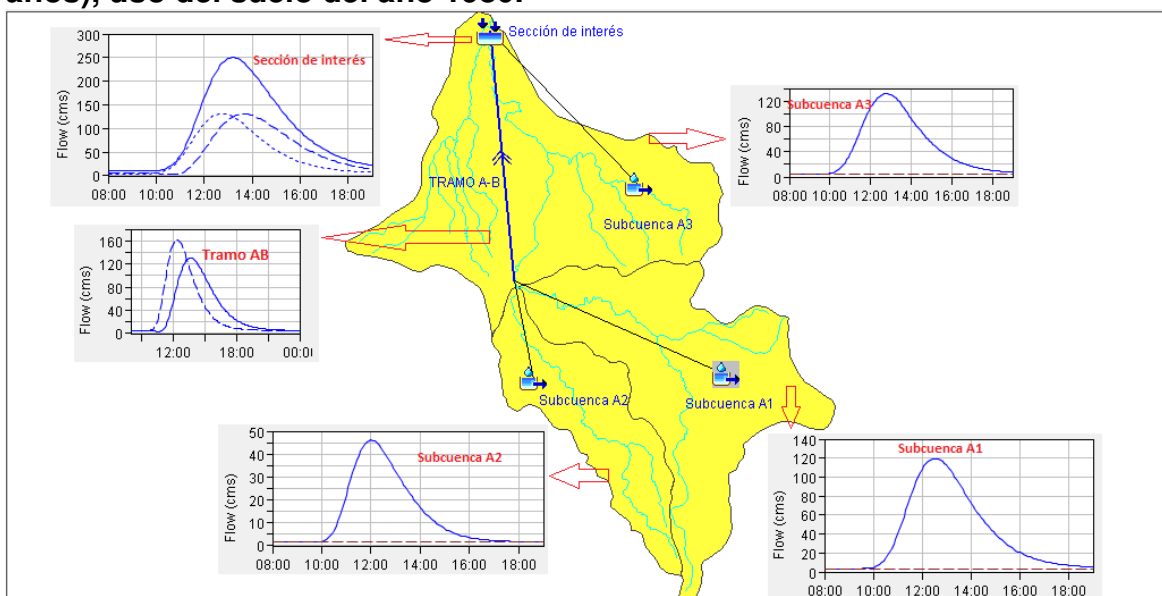 años), uso del suelo del año 1980.
Sección de interés
300
250
200
150
100
50
0
Flow (cms)
Sección de interés
08:00 10:00 12:00 14:00 16:00 18:00
120
80
40
0
Flow (cms)
Subcuenca A3
08:00 10:00 12:00 14:00 16:00 18:00
TRAMO A-B
Subcuenca A3
160
120
80
40
0
Flow (cms)
Tramo AB
12:00 18:00
Subcuenca A2
Subcuenca A1
50
40
30
20
10
0
Flow (cms)
Subcuenca A2
08:00 10:00 12:00 14:00 16:00 18:00
140
120
100
80
60
40
20
0
Flow (cms)
Subcuenca A1
08:00 10:00 12:00 14:00 16:00 18:00